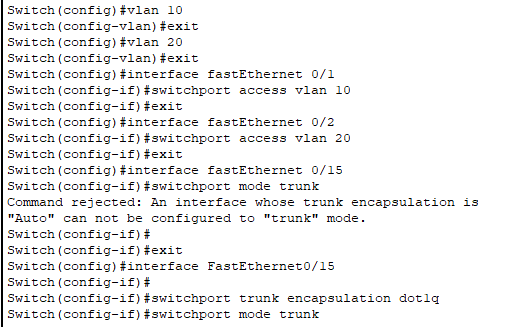 Switch(config)#vlan 10
Switch(config-vlan)#exit
Switch(config)#vlan 20
Switch(config-vlan)#exit
Switch(config)#interface fastEthernet 0/1
Switch(config-if)#switchport access vlan 10
Switch(config-if)#exit
Switch(config)#interface fastEthernet 0/2
Switch(config-if)#switchport access vlan 20
Switch(config-if)#exit
Switch(config)#interface fastEthernet 0/15
Switch(config-if)#switchport mode trunk
Command rejected: An interface whose trunk encapsulation is
"Auto" can not be configured to "trunk" mode.
Switch(config-if)#
Switch(config-if)#exit
Switch(config)#interface FastEthernet0/15
Switch(config-if)#
Switch(config-if)#switchport trunk encapsulation dot1q
Switch(config-if)#switchport mode trunk